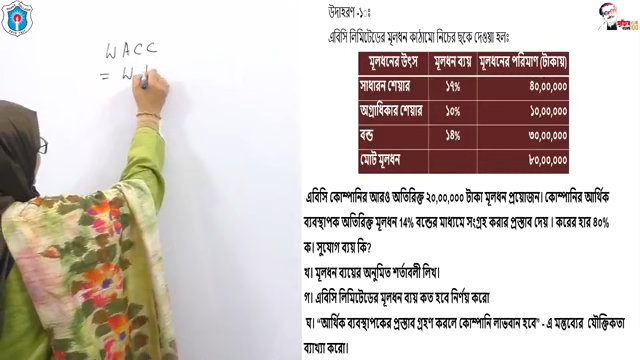 উদাহরণ -১ঃ
এবিসি লিমিটেডের মূলধন কাঠামো নিচের ছকে দেওয়া হলঃ
মূলধনের উৎস মূলধন ব্যয় মূলধনের পরিমাণ (টাকায়)
সাধারন শেয়ার ১৭% ৪০,০০,০০০
অগ্রাধিকার শেয়ার ১০% ১০,০০,০০০
বন্ড ১৪% ৩০,০০,০০০
মোট মূলধন ৮০,০০,০০০
এবিসি কোম্পানির আরও অতিরিক্ত ২০,০০,০০০ টাকা মূলধন প্রয়োজন। কোম্পানির আর্থিক
ব্যবস্থাপক অতিরিক্ত মূলধন 14% বন্ডের মাধ্যমে সংগ্রহ করার প্রস্তাব দেয়। করের হার ৪০%
ক। সুযোগ ব্যয় কি?
খ। মূলধন ব্যয়ের অনুমিত শর্তাবলী লিখ।
গ। এবিসি লিমিটেডের মূলধন ব্যয় কত হবে নির্ণয় করো
ঘ। “আর্থিক ব্যবস্থাপকের প্রস্তাব গ্রহণ করলে কোম্পানি লাভবান হবে” - এ মন্তব্যের যৌক্তিকতা
ব্যাখ্যা করো।
WACC
= W